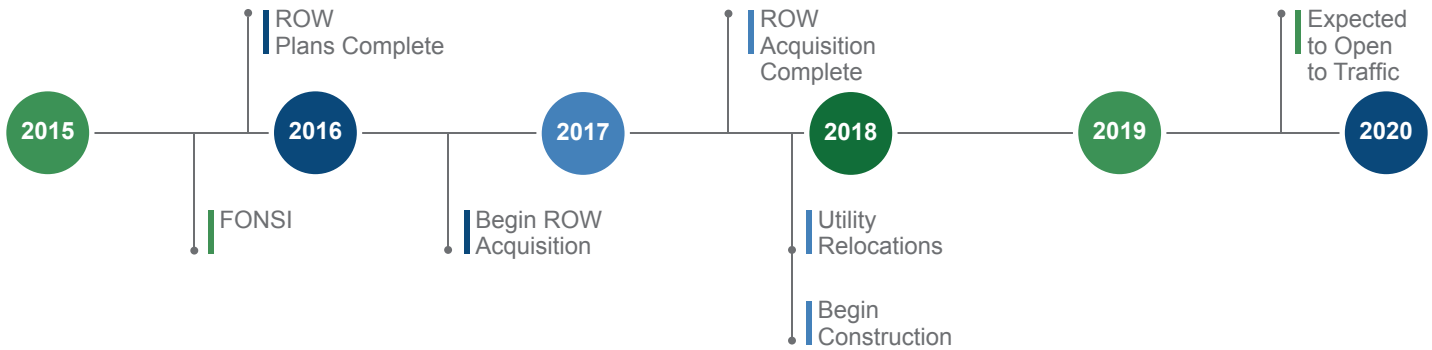 ROW
Plans Complete
ROW
Acquisition
Complete
Expected
to Open
to Traffic
2015
2016
2017
2018
2019
2020
FONSI
Begin ROW
Acquisition
Utility
Relocations
Begin
Construction